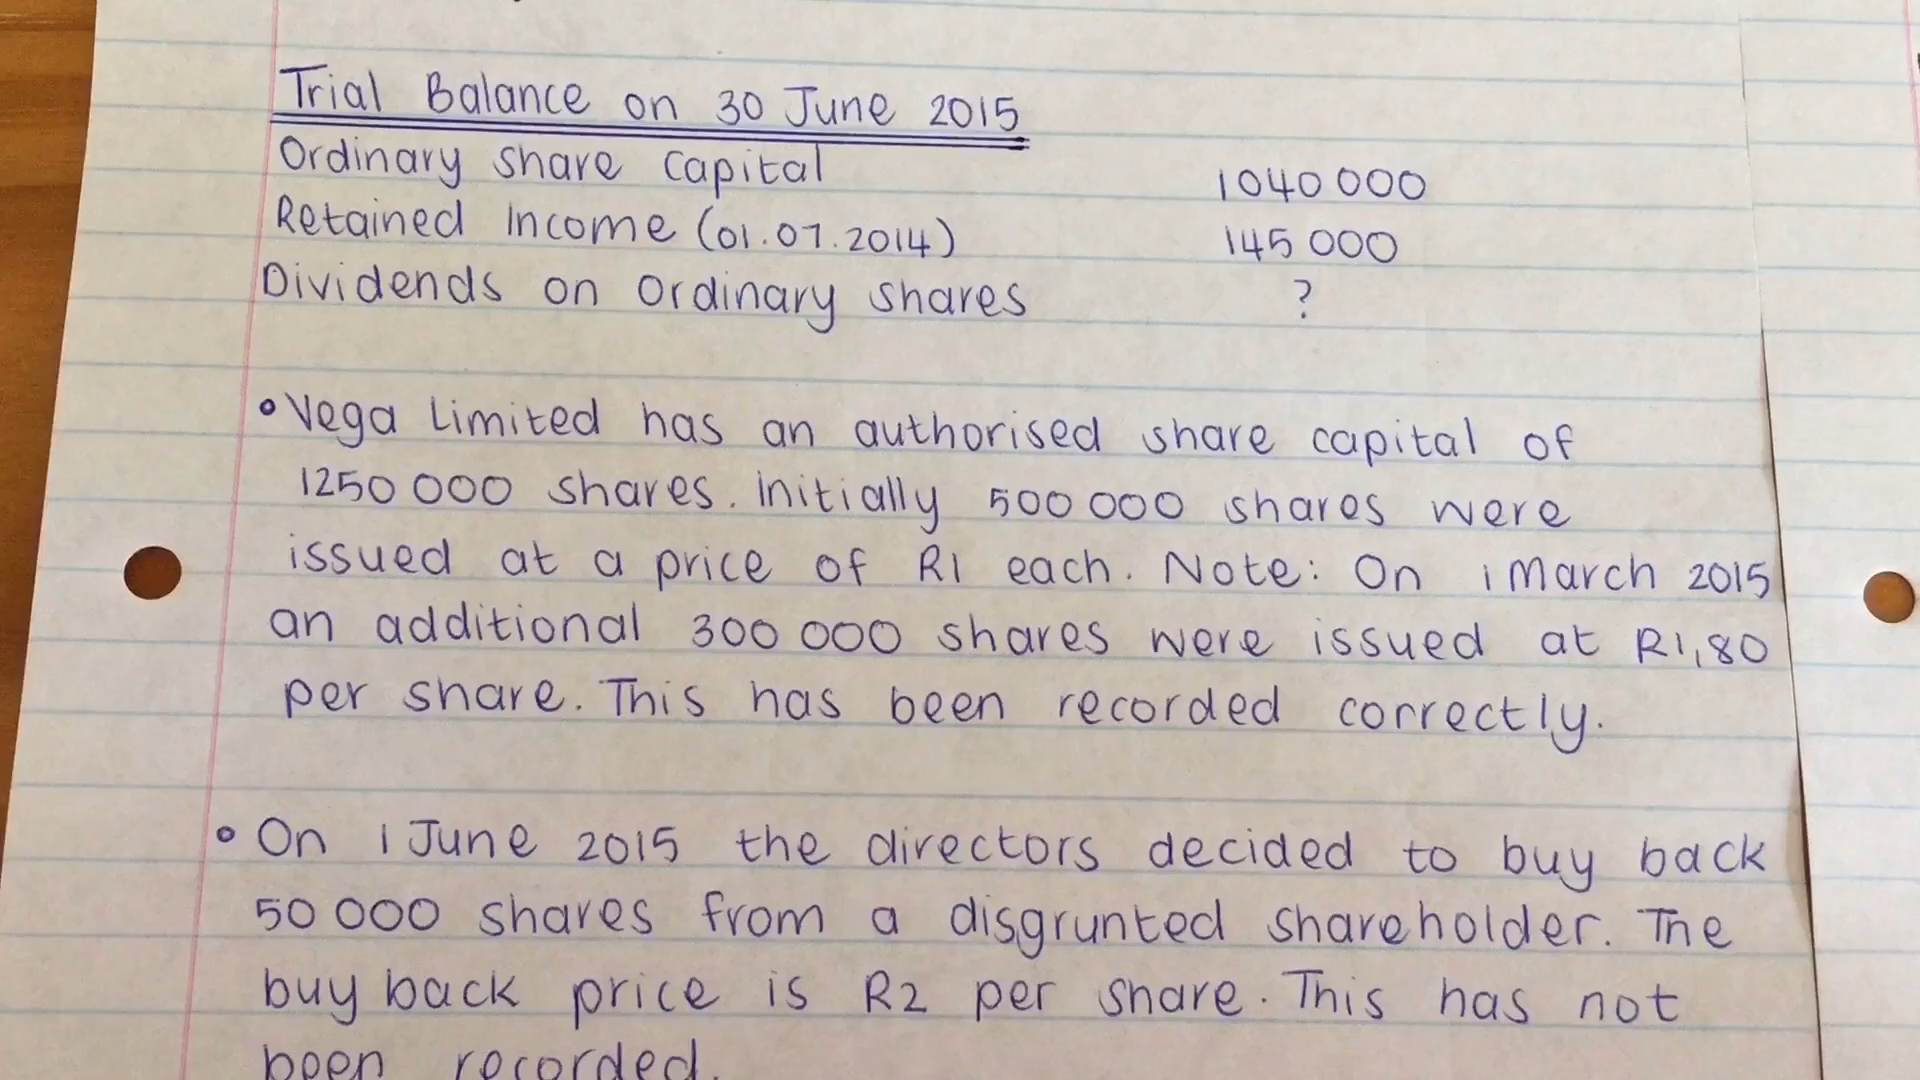 Trial Balance on 30 June 2015
Ordinary share capital 1040 000
Retained Income (01.07.2014) 145 000
Dividends on ordinary shares ?
• Vega Limited has an authorised share capital of
1250 000 shares. Initially 500 000 shares were
issued at a price of R1 each. Note: On 1 March 2015
an additional 300 000 shares were issued at R1,80
per share. This has been recorded correctly.
• On 1 June 2015 the directors decided to buy back
50 000 shares from a disgrunted shareholder. The
buy back price is R2 per share. This has not
been recorded.